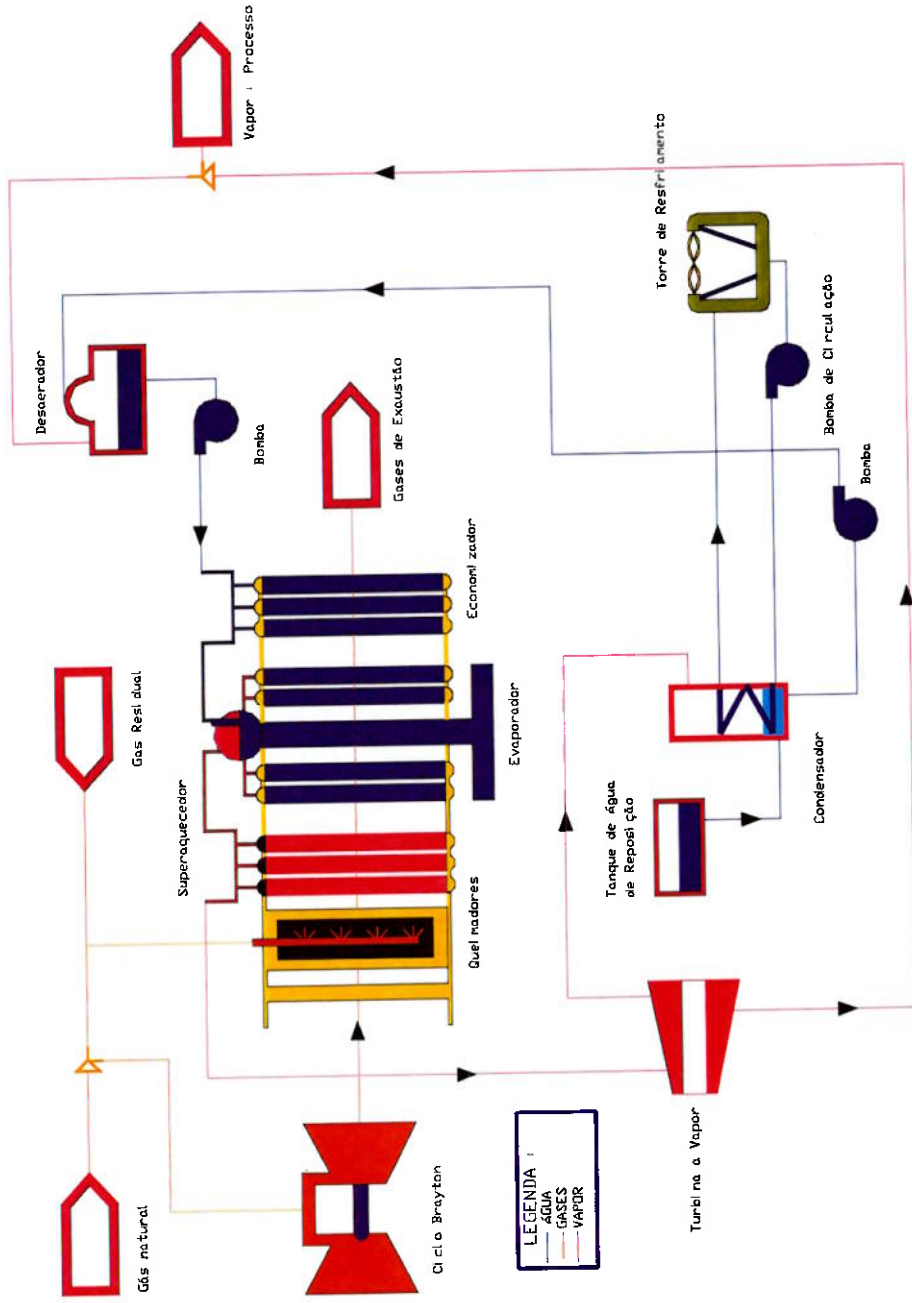 Gás natural
Gas Residual
Vapor : Processo
Desaerador
Superaquecedor
Bomba
Ciclo Brayton
Queimadores
Evaporador
Economizador
Gases de Exaustão
LEGENDA :
ÁGUA
GASES
VAPOR
Turbina a Vapor
Tanque de Água
de Reposição
Condensador
Bomba
Bomba de Circulação
Torre de Resfriamento